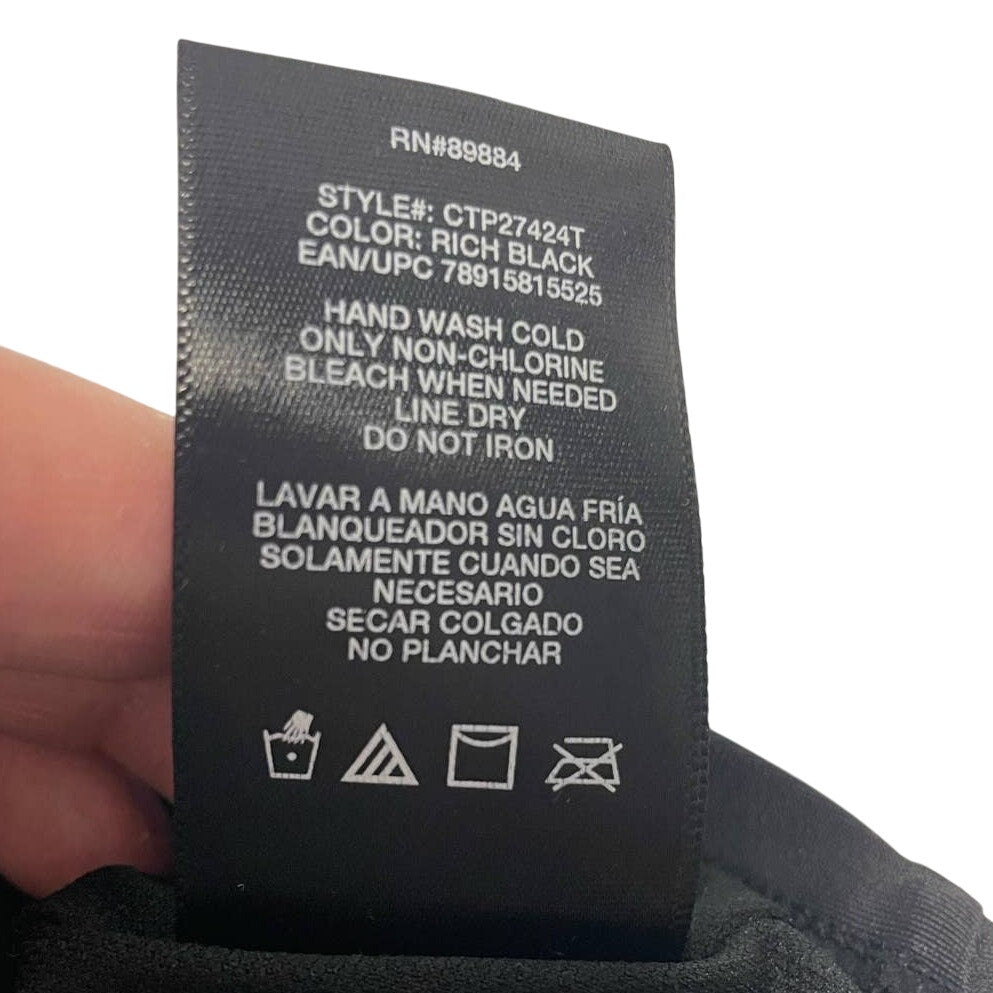 RN#89884
STYLE#: CTP27424T
COLOR: RICH BLACK
EAN/UPC 78915815525
HAND WASH COLD
ONLY NON-CHLORINE
BLEACH WHEN NEEDED
LINE DRY
DO NOT IRON
LAVAR A MANO AGUA FRÍA
BLANQUEADOR SIN CLORO
SOLAMENTE CUANDO SEA
NECESARIO
SECAR COLGADO
NO PLANCHAR